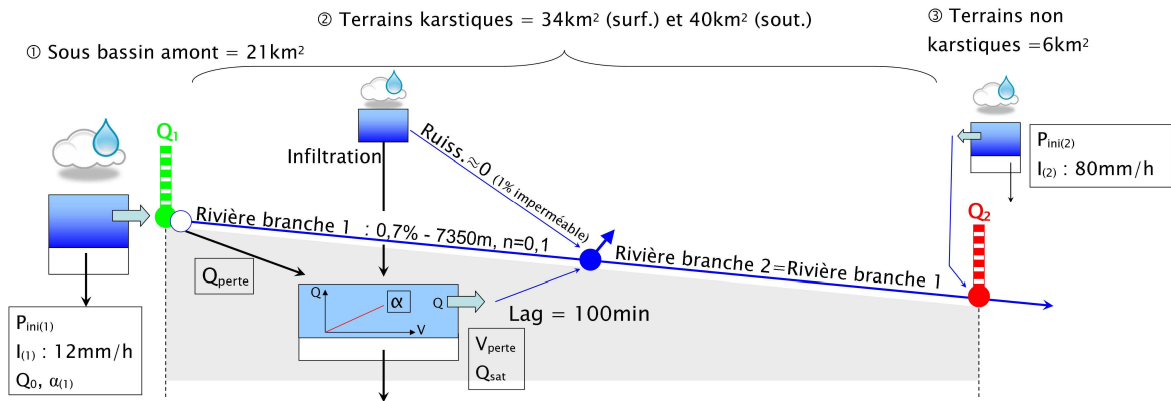 ② Terrains karstiques = 34km² (surf.) et 40km² (sout.)
③ Terrains non
karstiques =6km²
① Sous bassin amont = 21km²
Q1
Infiltration
Ruiss.≈0 (1% imperméable)
Pini(2)
I(2) : 80mm/h
Rivière branche 1 : 0,7% - 7350m, n=0,1
Q2
Rivière branche 2=Rivière branche 1
Qperte
Q
α
Q
V
Lag = 100min
Pini(1)
I(1) : 12mm/h
Q0, α(1)
Vperte
Qsat